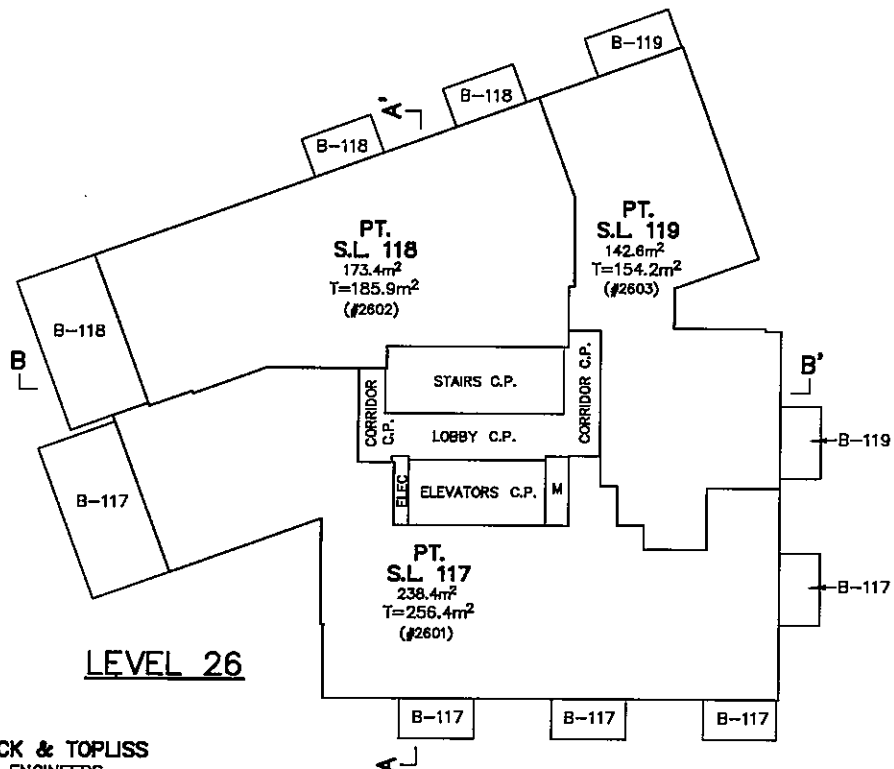 B-119
B-118
A'
B-118
PT.
S.L. 118
173.4m²
T=185.9m²
(#2602)
PT.
S.L. 119
142.6m²
T=154.2m²
(#2603)
B-118
B
B'
STAIRS C.P.
CORRIDOR C.P.
CORRIDOR C.P.
LOBBY C.P.
B-119
ELEC
ELEVATORS C.P.
M
B-117
PT.
S.L. 117
238.4m²
T=256.4m²
(#2601)
B-117
LEVEL 26
B-117
B-117
B-117
CK & TOPLISS
ENGINEERS
A